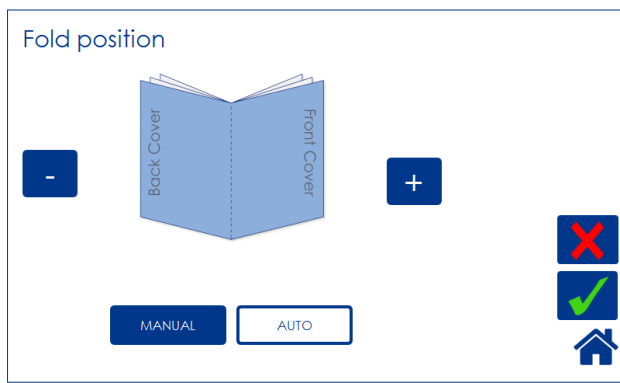 Fold position
Back Cover
Front Cover
-
+
MANUAL
AUTO